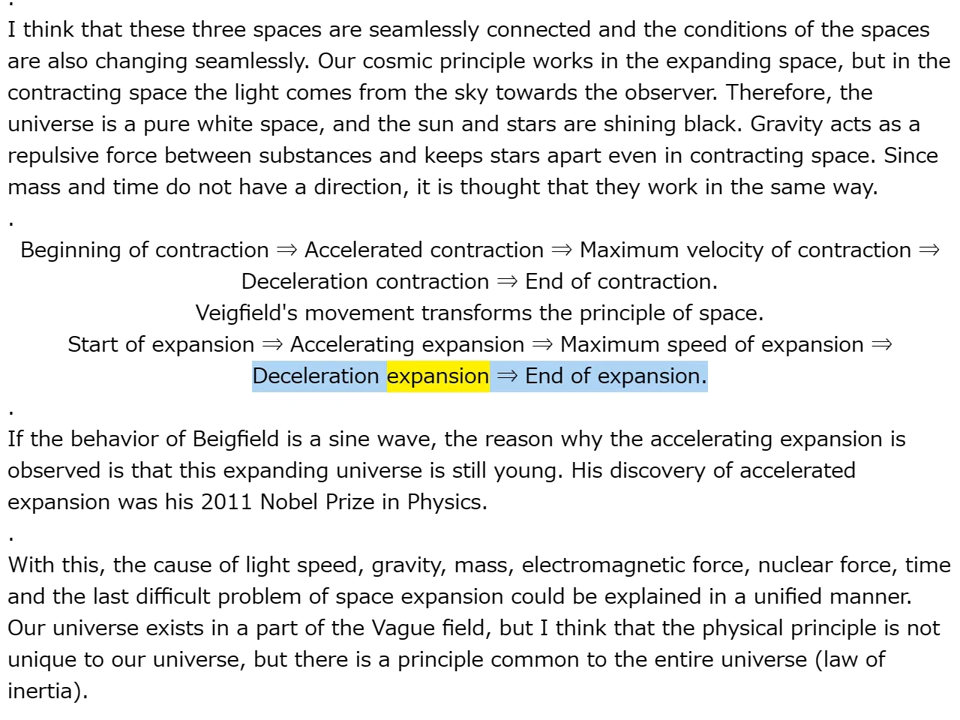 .
I think that these three spaces are seamlessly connected and the conditions of the spaces
are also changing seamlessly. Our cosmic principle works in the expanding space, but in the
contracting space the light comes from the sky towards the observer. Therefore, the
universe is a pure white space, and the sun and stars are shining black. Gravity acts as a
repulsive force between substances and keeps stars apart even in contracting space. Since
mass and time do not have a direction, it is thought that they work in the same way.
.
Beginning of contraction ⇒ Accelerated contraction ⇒ Maximum velocity of contraction ⇒
Deceleration contraction ⇒ End of contraction.
Veigfield's movement transforms the principle of space.
Start of expansion ⇒ Accelerating expansion ⇒ Maximum speed of expansion ⇒
Deceleration expansion ⇒ End of expansion.
.
If the behavior of Beigfield is a sine wave, the reason why the accelerating expansion is
observed is that this expanding universe is still young. His discovery of accelerated
expansion was his 2011 Nobel Prize in Physics.
.
With this, the cause of light speed, gravity, mass, electromagnetic force, nuclear force, time
and the last difficult problem of space expansion could be explained in a unified manner.
Our universe exists in a part of the Vague field, but I think that the physical principle is not
unique to our universe, but there is a principle common to the entire universe (law of
inertia).